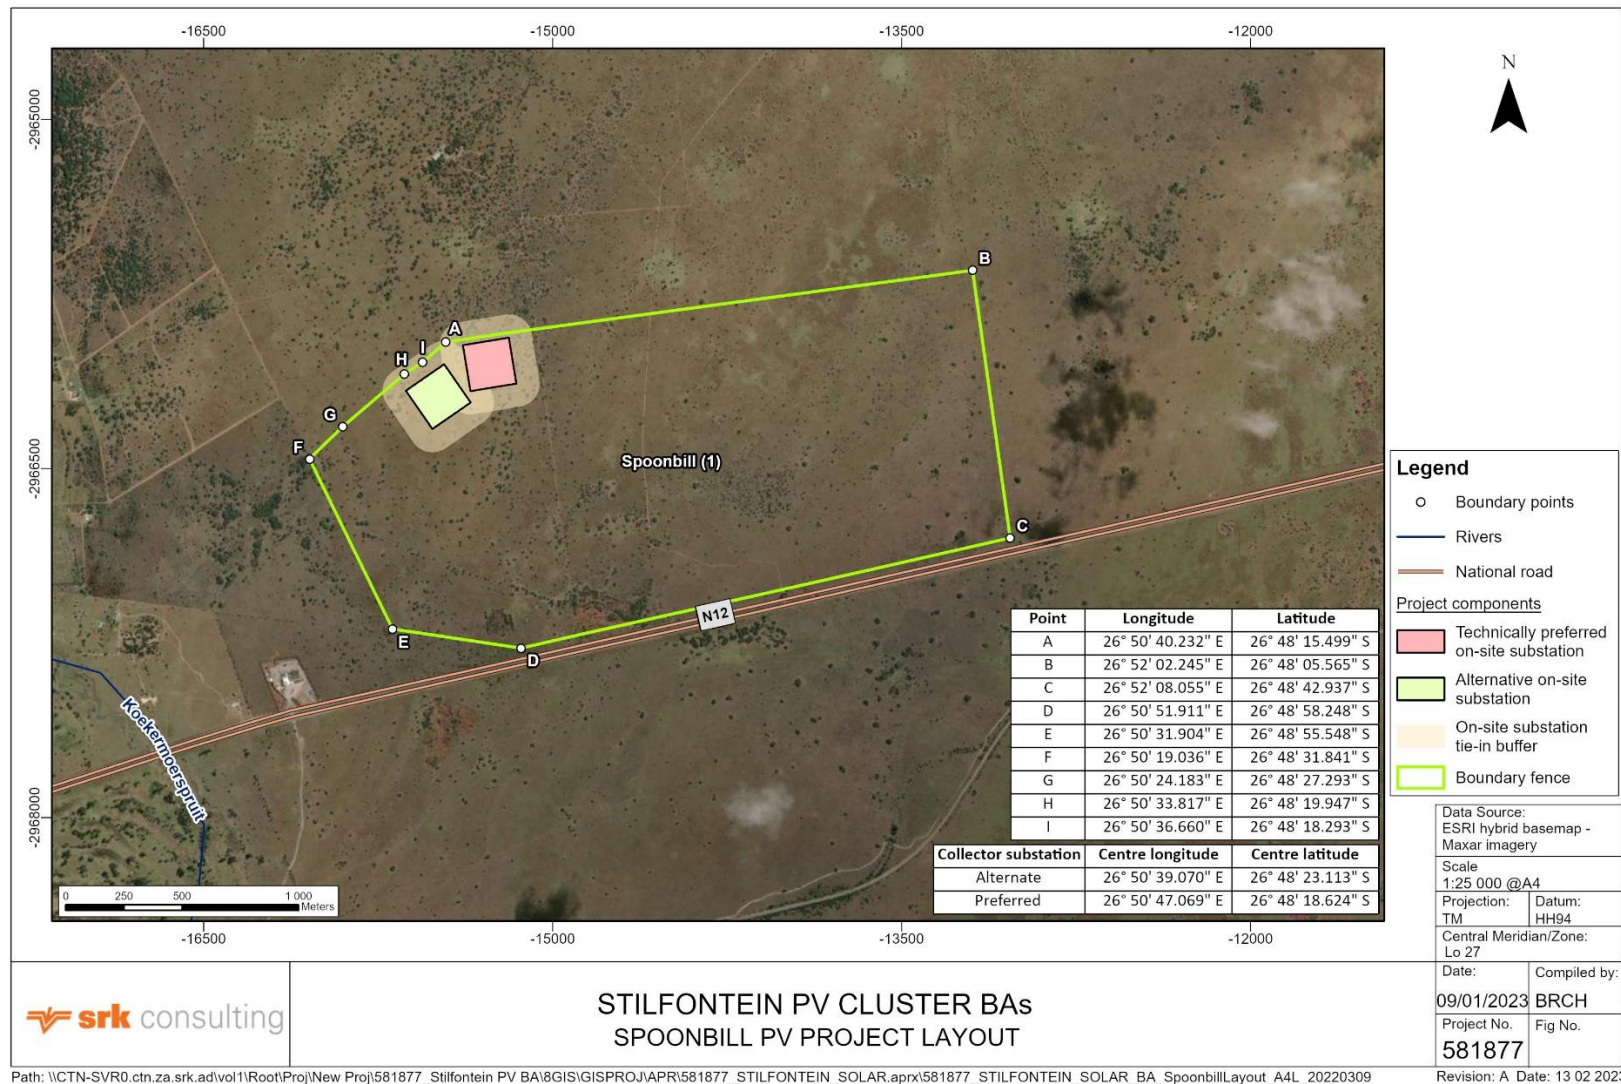 -16500
-15000
-13500
-12000
-2965000
-2966500
-2968000
N
A
B
C
D
E
F
G
H
I
Spoonbill (1)
N12
Koekermoerspruit
Point Longitude Latitude
A 26° 50' 40.232" E 26° 48' 15.499" S
B 26° 52' 02.245" E 26° 48' 05.565" S
C 26° 52' 08.055" E 26° 48' 42.937" S
D 26° 50' 51.911" E 26° 48' 58.248" S
E 26° 50' 31.904" E 26° 48' 55.548" S
F 26° 50' 19.036" E 26° 48' 31.841" S
G 26° 50' 24.183" E 26° 48' 27.293" S
H 26° 50' 33.817" E 26° 48' 19.947" S
I 26° 50' 36.660" E 26° 48' 18.293" S
Collector substation Centre longitude Centre latitude
Alternate 26° 50' 39.070" E 26° 48' 23.113" S
Preferred 26° 50' 47.069" E 26° 48' 18.624" S
0 250 500 1 000
Meters
-16500
-15000
-13500
-12000
Legend
Boundary points
Rivers
National road
Project components
Technically preferred
on-site substation
Alternative on-site
substation
On-site substation
tie-in buffer
Boundary fence
Data Source:
ESRI hybrid basemap -
Maxar imagery
Scale
1:25 000 @A4
Projection: Datum:
TM HH94
Central Meridian/Zone:
Lo 27
Date: Compiled by:
09/01/2023 BRCH
Project No. Fig No.
581877
srk consulting
STILFONTEIN PV CLUSTER BAs
SPOONBILL PV PROJECT LAYOUT
Path: \\CTN-SVR0.ctn.za.srk.ad\vol1\Root\Proj\New Proj\581877_Stilfontein PV BA\8GIS\GISPROJ\APR\581877_STILFONTEIN_SOLAR.aprx\581877_STILFONTEIN_SOLAR_BA_SpoonbillLayout_A4L_20220309
Revision: A Date: 13 02 202